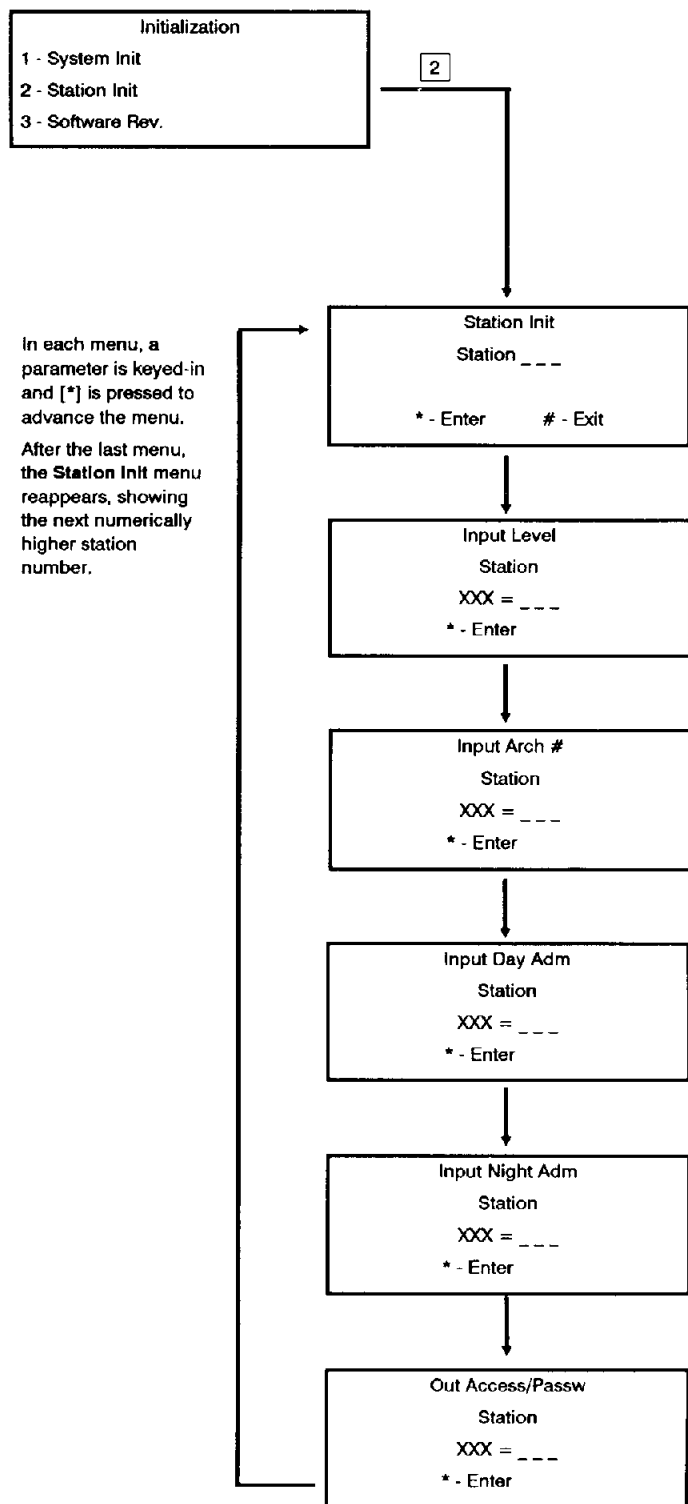 Initialization
1 - System Init
2 - Station Init
3 - Software Rev.
2
In each menu, a
parameter is keyed-in
and [*] is pressed to
advance the menu.
After the last menu,
the Station Init menu
reappears, showing
the next numerically
higher station
number.
Station Init
Station _ _ _
* - Enter # - Exit
Input Level
Station
XXX = _ _ _
* - Enter
Input Arch #
Station
XXX = _ _ _
* - Enter
Input Day Adm
Station
XXX = _ _ _
* - Enter
Input Night Adm
Station
XXX = _ _ _
* - Enter
Out Access/Passw
Station
XXX = _ _ _
* - Enter